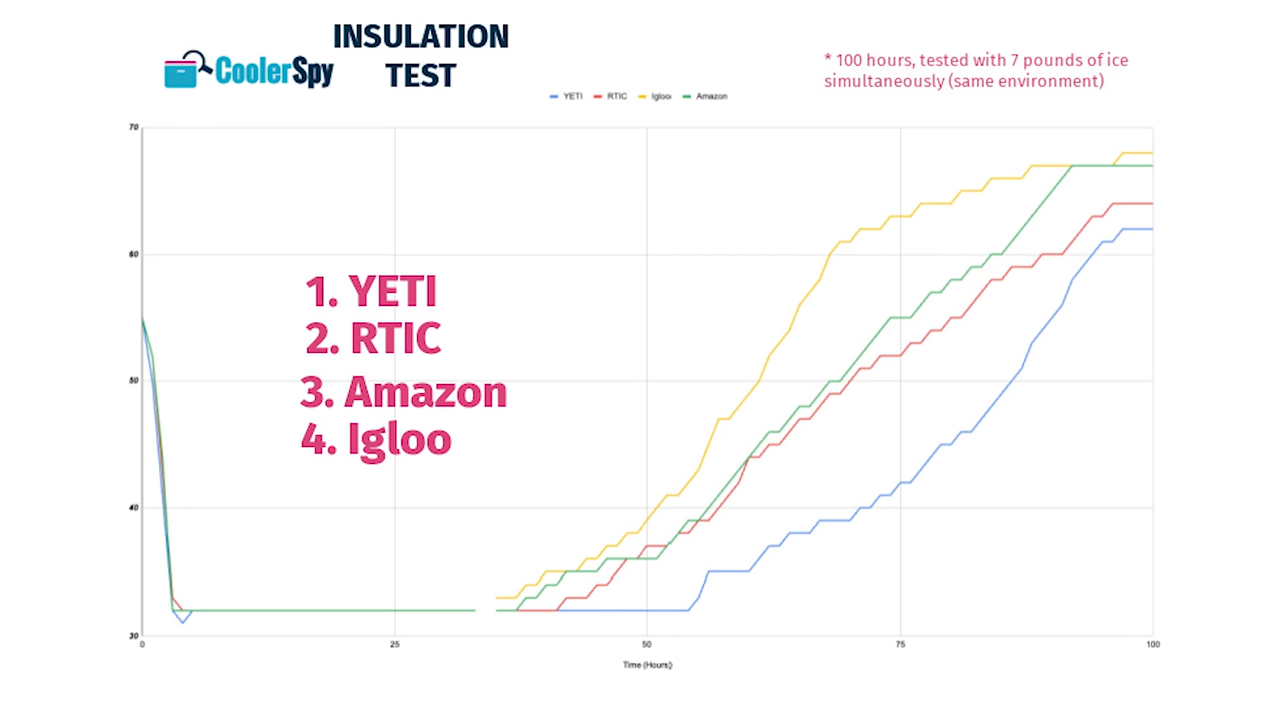 CoolerSpy
INSULATION
TEST
* 100 hours, tested with 7 pounds of ice
simultaneously (same environment)
YETI RTIC Igloo Amazon
70
60
50
40
30
1. YETI
2. RTIC
3. Amazon
4. Igloo
0 25 50 75 100
Time (Hours)